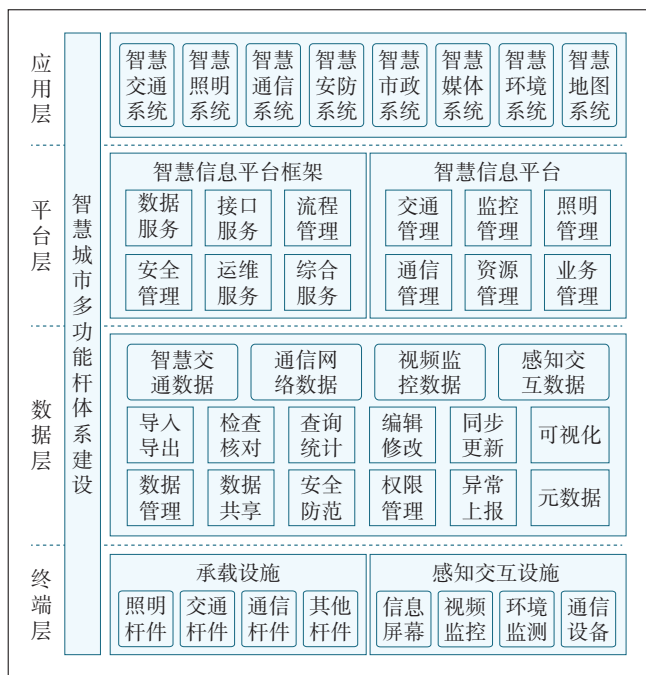 应用层
智慧城市多功能杆体系建设
智慧 智慧 智慧 智慧 智慧 智慧 智慧 智慧
交通 照明 通信 安防 市政 媒体 环境 地图
系统 系统 系统 系统 系统 系统 系统 系统
平台层
智慧信息平台框架 智慧信息平台
数据 接口 流程 交通 监控 照明
服务 服务 管理 管理 管理 管理
安全 运维 综合 通信 资源 业务
管理 服务 服务 管理 管理 管理
数据层
智慧交 通信网 视频监 感知交
通数据 络数据 控数据 互数据
导入 检查 查询 编辑 同步 可视化
导出 核对 统计 修改 更新
数据 数据 安全 权限 异常 元数据
管理 共享 防范 管理 上报
终端层
承载设施 感知交互设施
照明 交通 通信 其他 信息 视频 环境 通信
杆件 杆件 杆件 杆件 屏幕 监控 监测 设备